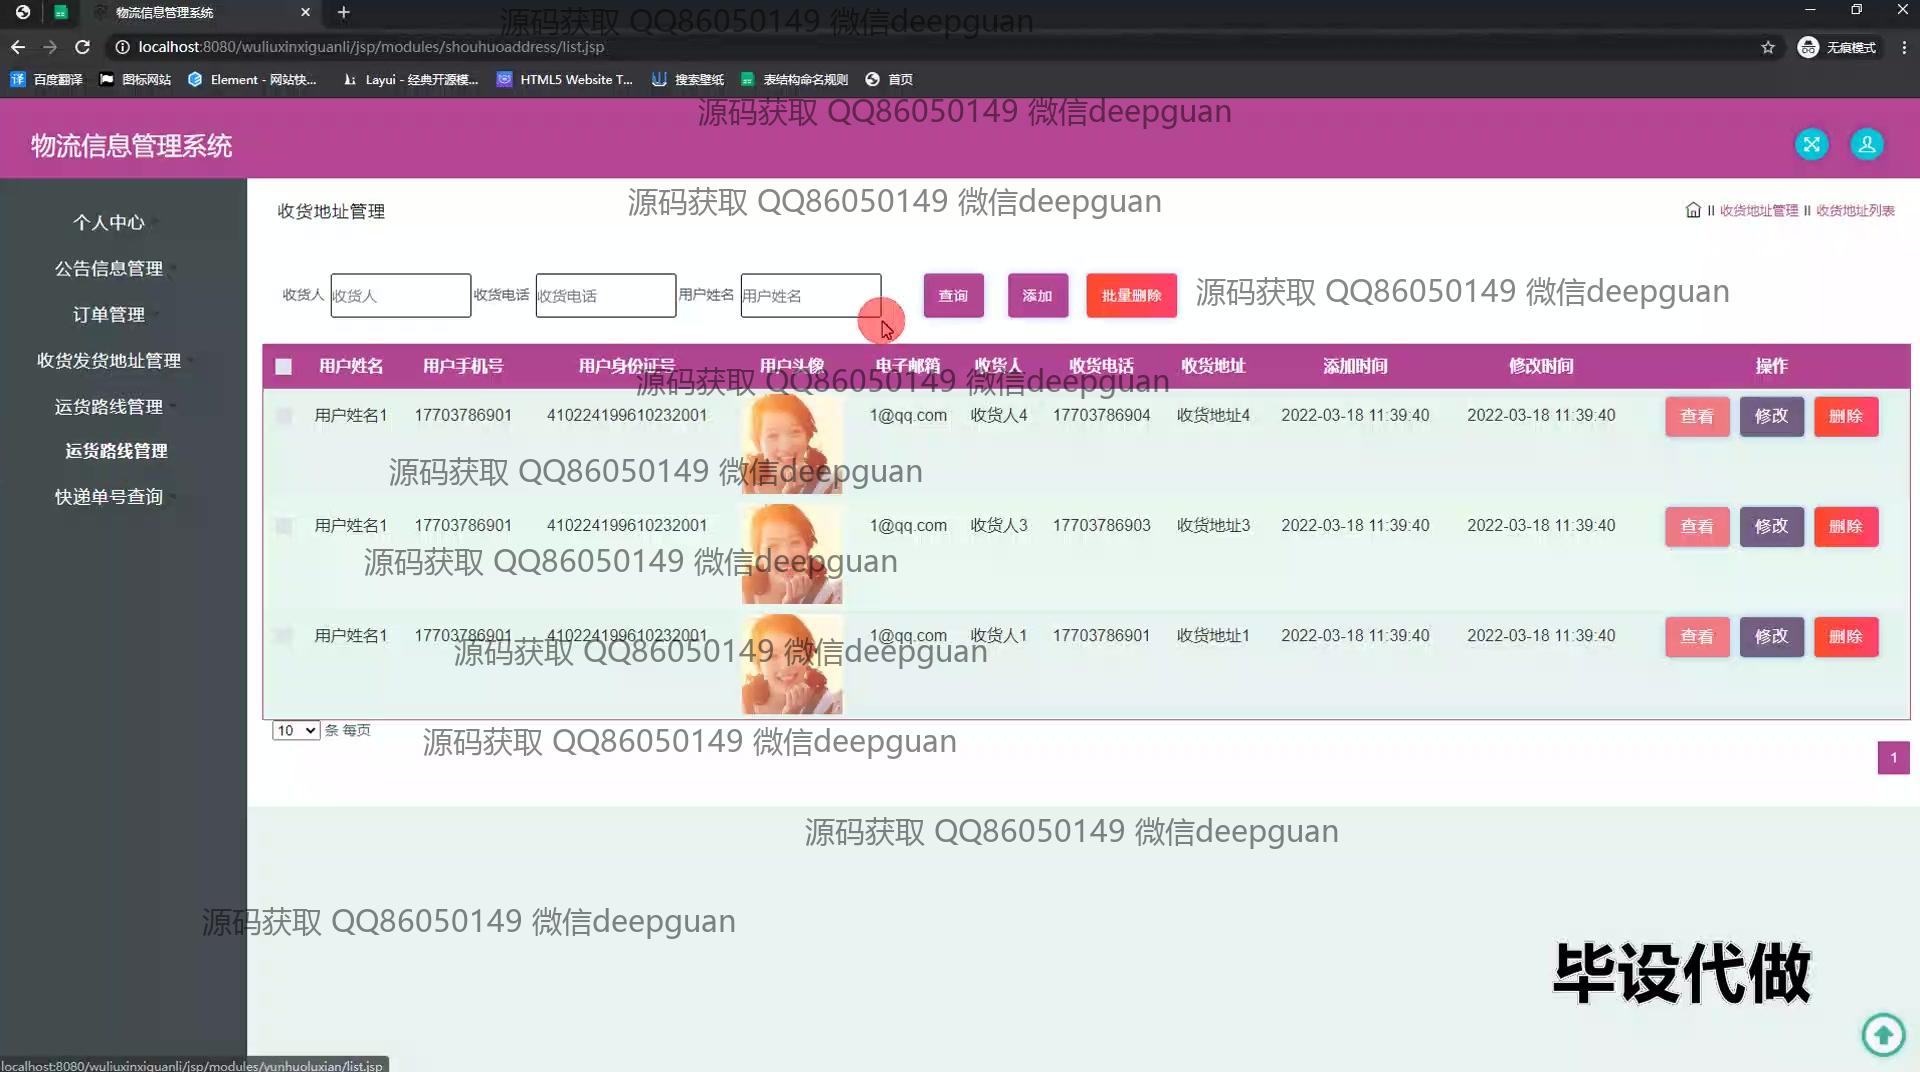 物流信息管理系统
localhost:8080/wuliuxinxiguanli/jsp/modules/shouhuoaddress/list.jsp
无痕模式
百度翻译 图标网站 Element - 网站快... Layui - 经典开源模... HTML5 Website T... 搜索壁纸 表结构命名规则 首页
源码获取 QQ86050149 微信deepguan
源码获取 QQ86050149 微信deepguan
物流信息管理系统
源码获取 QQ86050149 微信deepguan
个人中心
公告信息管理
订单管理
收货发货地址管理
运货路线管理
运货路线管理
快递单号查询
收货地址管理
II 收货地址管理 II 收货地址列表
收货人 收货人 收货电话 收货电话 用户姓名 用户姓名 查询 添加 批量删除
源码获取 QQ86050149 微信deepguan
用户姓名 用户手机号 用户身份证号 用户头像 电子邮箱 收货人 收货电话 收货地址 添加时间 修改时间 操作
源码获取 QQ86050149 微信deepguan
用户姓名1 17703786901 410224199610232001 1@qq.com 收货人4 17703786904 收货地址4 2022-03-18 11:39:40 2022-03-18 11:39:40 查看 修改 删除
源码获取 QQ86050149 微信deepguan
用户姓名1 17703786901 410224199610232001 1@qq.com 收货人3 17703786903 收货地址3 2022-03-18 11:39:40 2022-03-18 11:39:40 查看 修改 删除
源码获取 QQ86050149 微信deepguan
用户姓名1 17703786901 410224199610232001 1@qq.com 收货人1 17703786901 收货地址1 2022-03-18 11:39:40 2022-03-18 11:39:40 查看 修改 删除
源码获取 QQ86050149 微信deepguan
10 条 每页
源码获取 QQ86050149 微信deepguan
1
源码获取 QQ86050149 微信deepguan
源码获取 QQ86050149 微信deepguan
毕设代做
localhost:8080/wuliuxinxiguanli/jsp/modules/yunhuoluxian/list.jsp